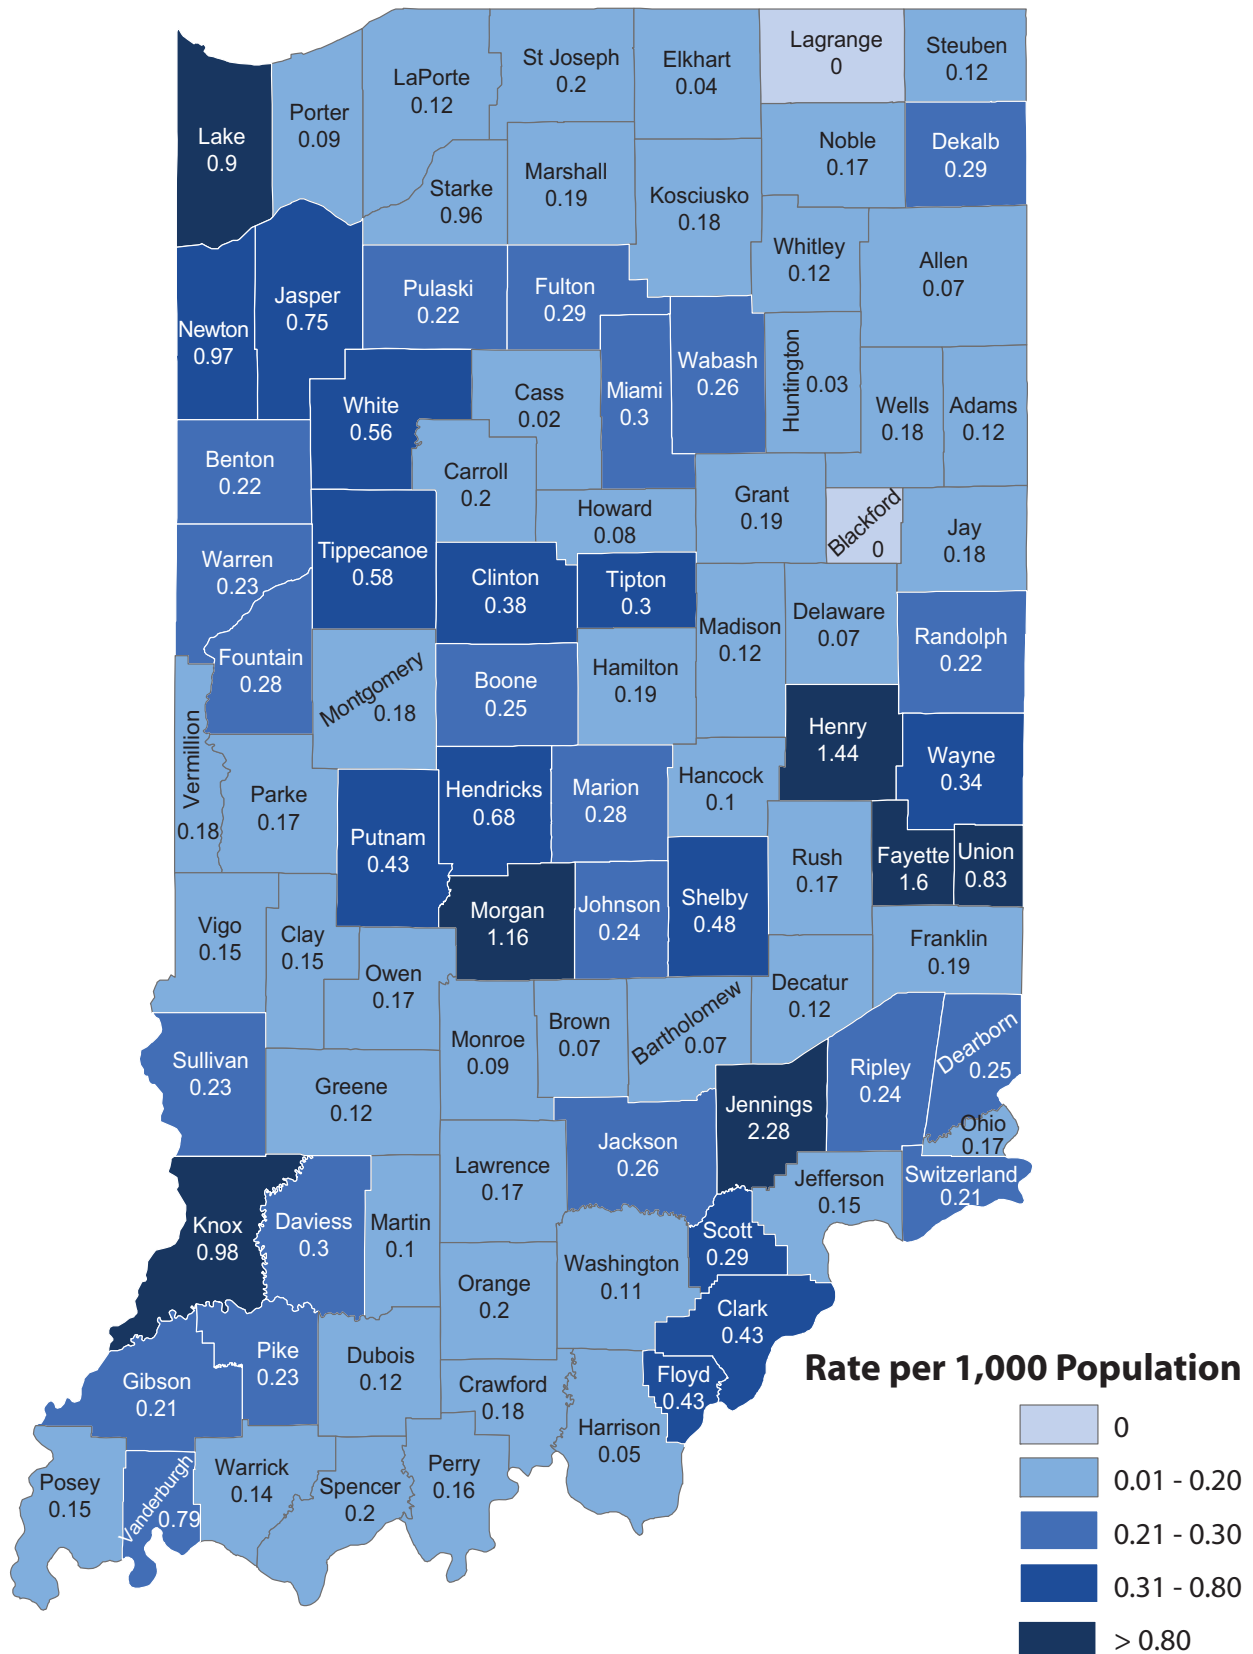 Lagrange
0
Steuben
0.12
St Joseph
0.2
Elkhart
0.04
LaPorte
0.12
Porter
0.09
Lake
0.9
Noble
0.17
Dekalb
0.29
Marshall
0.19
Starke
0.96
Kosciusko
0.18
Whitley
0.12
Allen
0.07
Jasper
0.75
Pulaski
0.22
Fulton
0.29
Newton
0.97
Wabash
0.26
Huntington
0.03
Miami
0.3
Cass
0.02
White
0.56
Wells
0.18
Adams
0.12
Benton
0.22
Carroll
0.2
Grant
0.19
Howard
0.08
Blackford
0
Jay
0.18
Warren
0.23
Tippecanoe
0.58
Clinton
0.38
Tipton
0.3
Madison
0.12
Delaware
0.07
Randolph
0.22
Fountain
0.28
Montgomery
0.18
Boone
0.25
Hamilton
0.19
Henry
1.44
Wayne
0.34
Vermillion
0.18
Parke
0.17
Putnam
0.43
Hendricks
0.68
Marion
0.28
Hancock
0.1
Rush
0.17
Fayette
1.6
Union
0.83
Vigo
0.15
Clay
0.15
Morgan
1.16
Johnson
0.24
Shelby
0.48
Franklin
0.19
Owen
0.17
Decatur
0.12
Monroe
0.09
Brown
0.07
Bartholomew
0.07
Sullivan
0.23
Greene
0.12
Ripley
0.24
Dearborn
0.25
Jennings
2.28
Ohio
0.17
Jackson
0.26
Lawrence
0.17
Jefferson
0.15
Switzerland
0.21
Knox
0.98
Daviess
0.3
Martin
0.1
Scott
0.29
Washington
0.11
Orange
0.2
Clark
0.43
Pike
0.23
Dubois
0.12
Gibson
0.21
Crawford
0.18
Floyd
0.43
Harrison
0.05
Posey
0.15
Vanderburgh
0.79
Warrick
0.14
Spencer
0.2
Perry
0.16
Rate per 1,000 Population
0
0.01 - 0.20
0.21 - 0.30
0.31 - 0.80
> 0.80